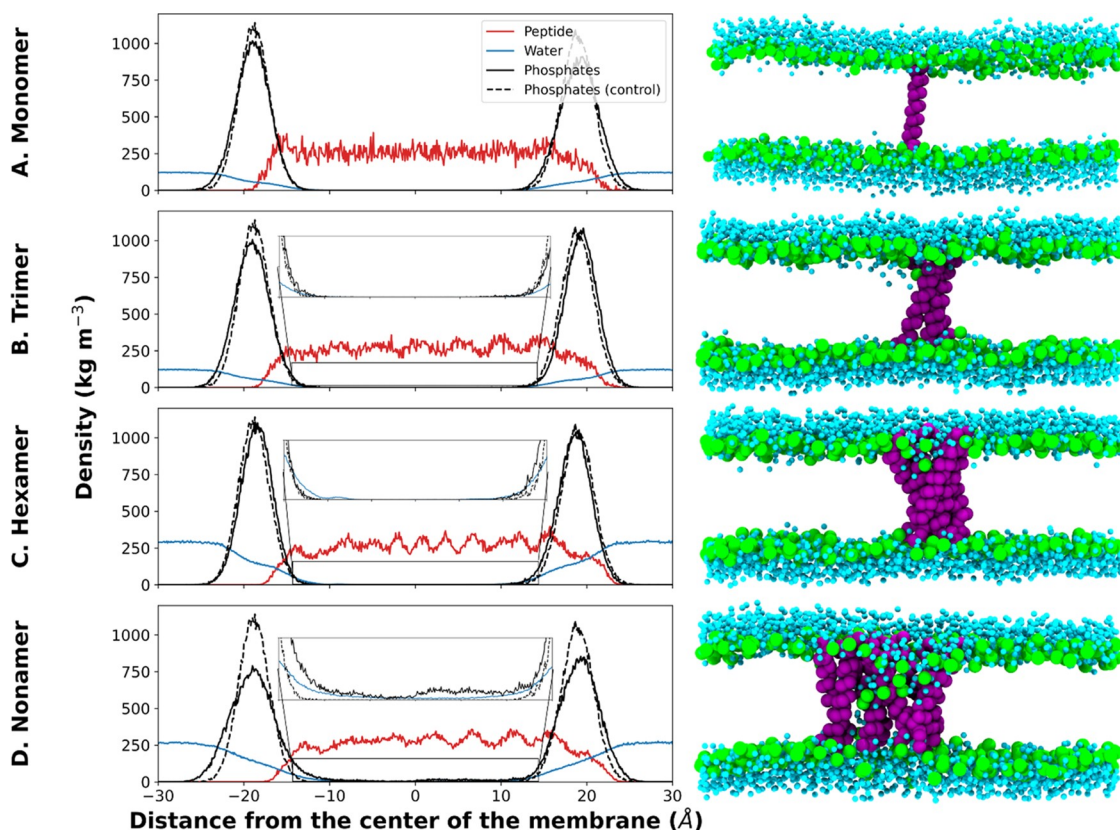 A. Monomer
1000
750
500
250
0
Peptide
Water
Phosphates
Phosphates (control)
B. Trimer
1000
750
500
250
0
Density (kg m⁻³)
C. Hexamer
1000
750
500
250
0
D. Nonamer
1000
750
500
250
0
−30 −20 −10 0 10 20 30
Distance from the center of the membrane (Å)